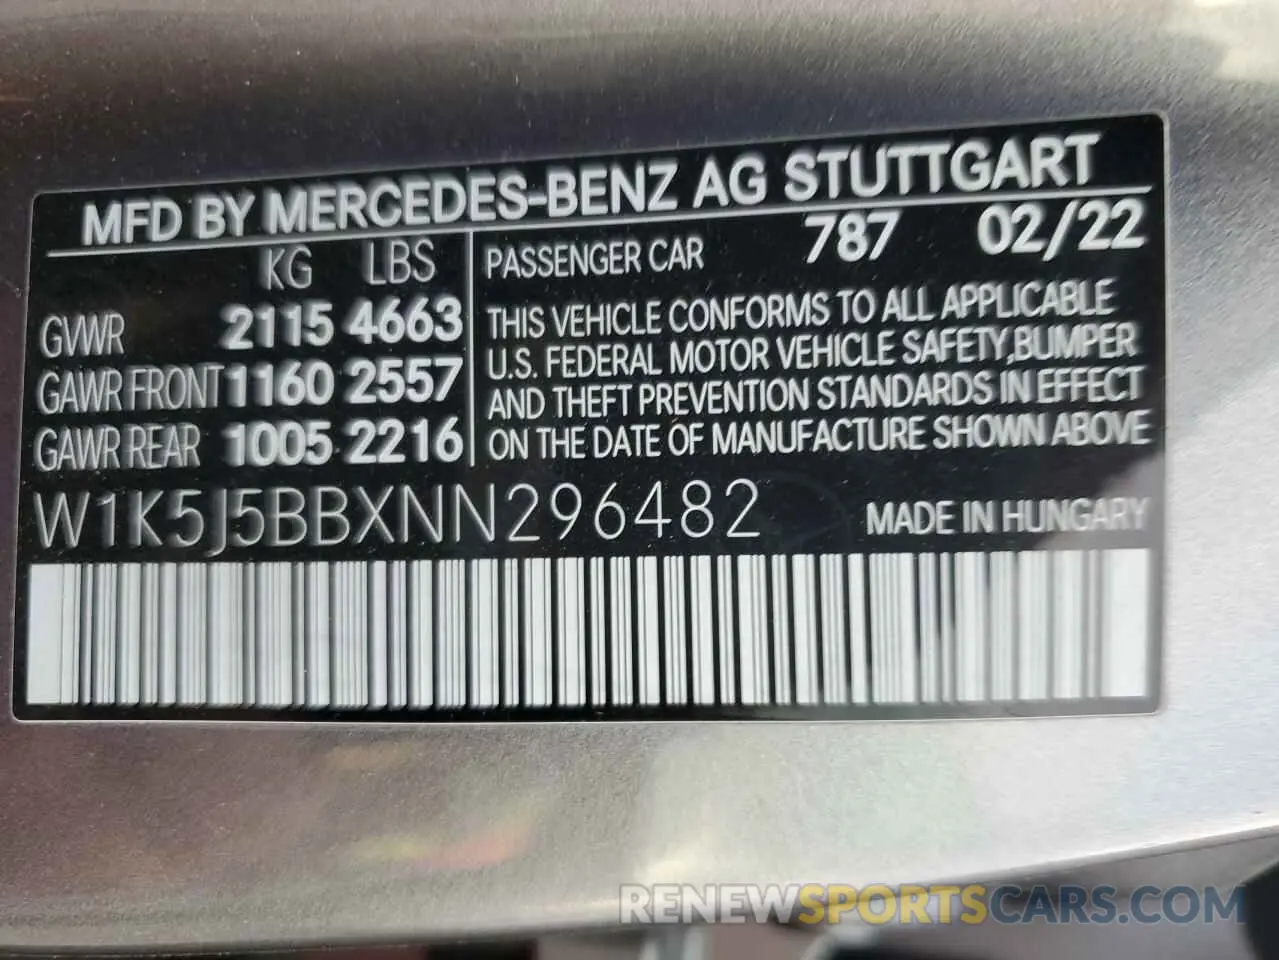 MFD BY MERCEDES-BENZ AG STUTTGART
KG LBS
GVWR 2115 4663
GAWR FRONT 1160 2557
GAWR REAR 1005 2216
PASSENGER CAR 787 02/22
THIS VEHICLE CONFORMS TO ALL APPLICABLE
U.S. FEDERAL MOTOR VEHICLE SAFETY,BUMPER
AND THEFT PREVENTION STANDARDS IN EFFECT
ON THE DATE OF MANUFACTURE SHOWN ABOVE
W1K5J5BBXNN296482 MADE IN HUNGARY
RENEWSPORTSCARS.COM